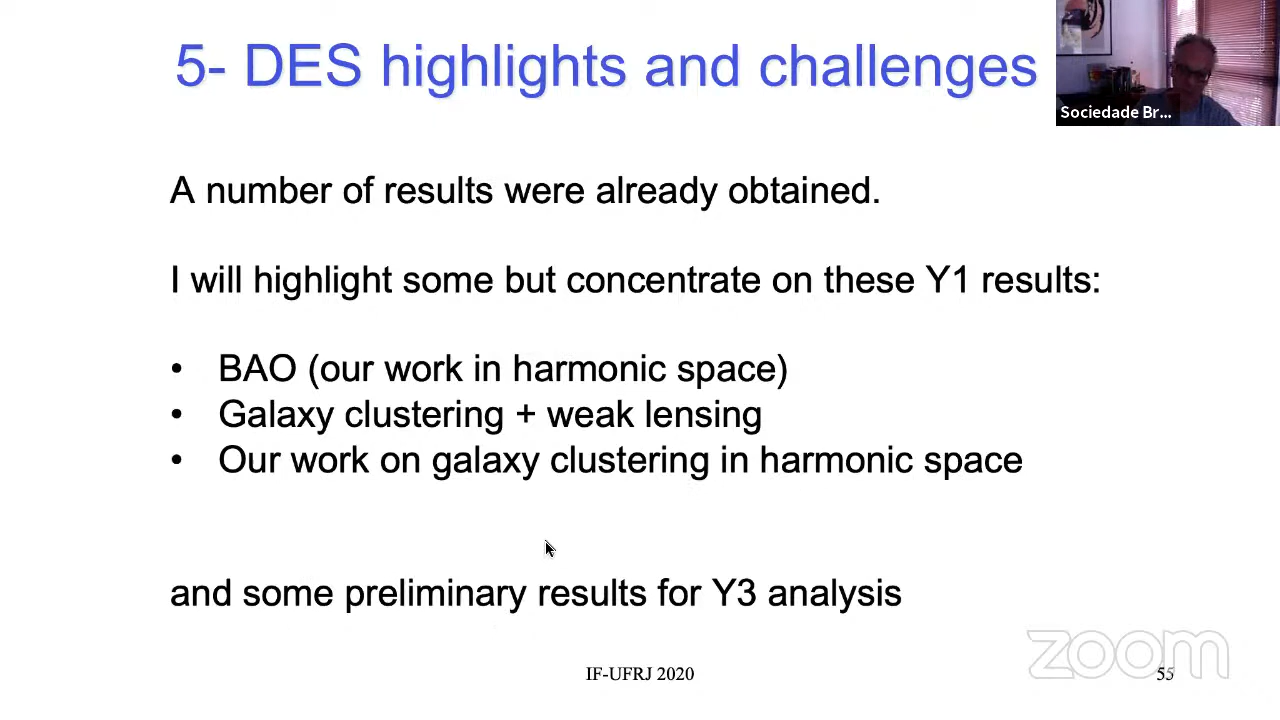 5- DES highlights and challenges
Sociedade Br...
A number of results were already obtained.
I will highlight some but concentrate on these Y1 results:
• BAO (our work in harmonic space)
• Galaxy clustering + weak lensing
• Our work on galaxy clustering in harmonic space
and some preliminary results for Y3 analysis
zoom
IF-UFRJ 2020
55